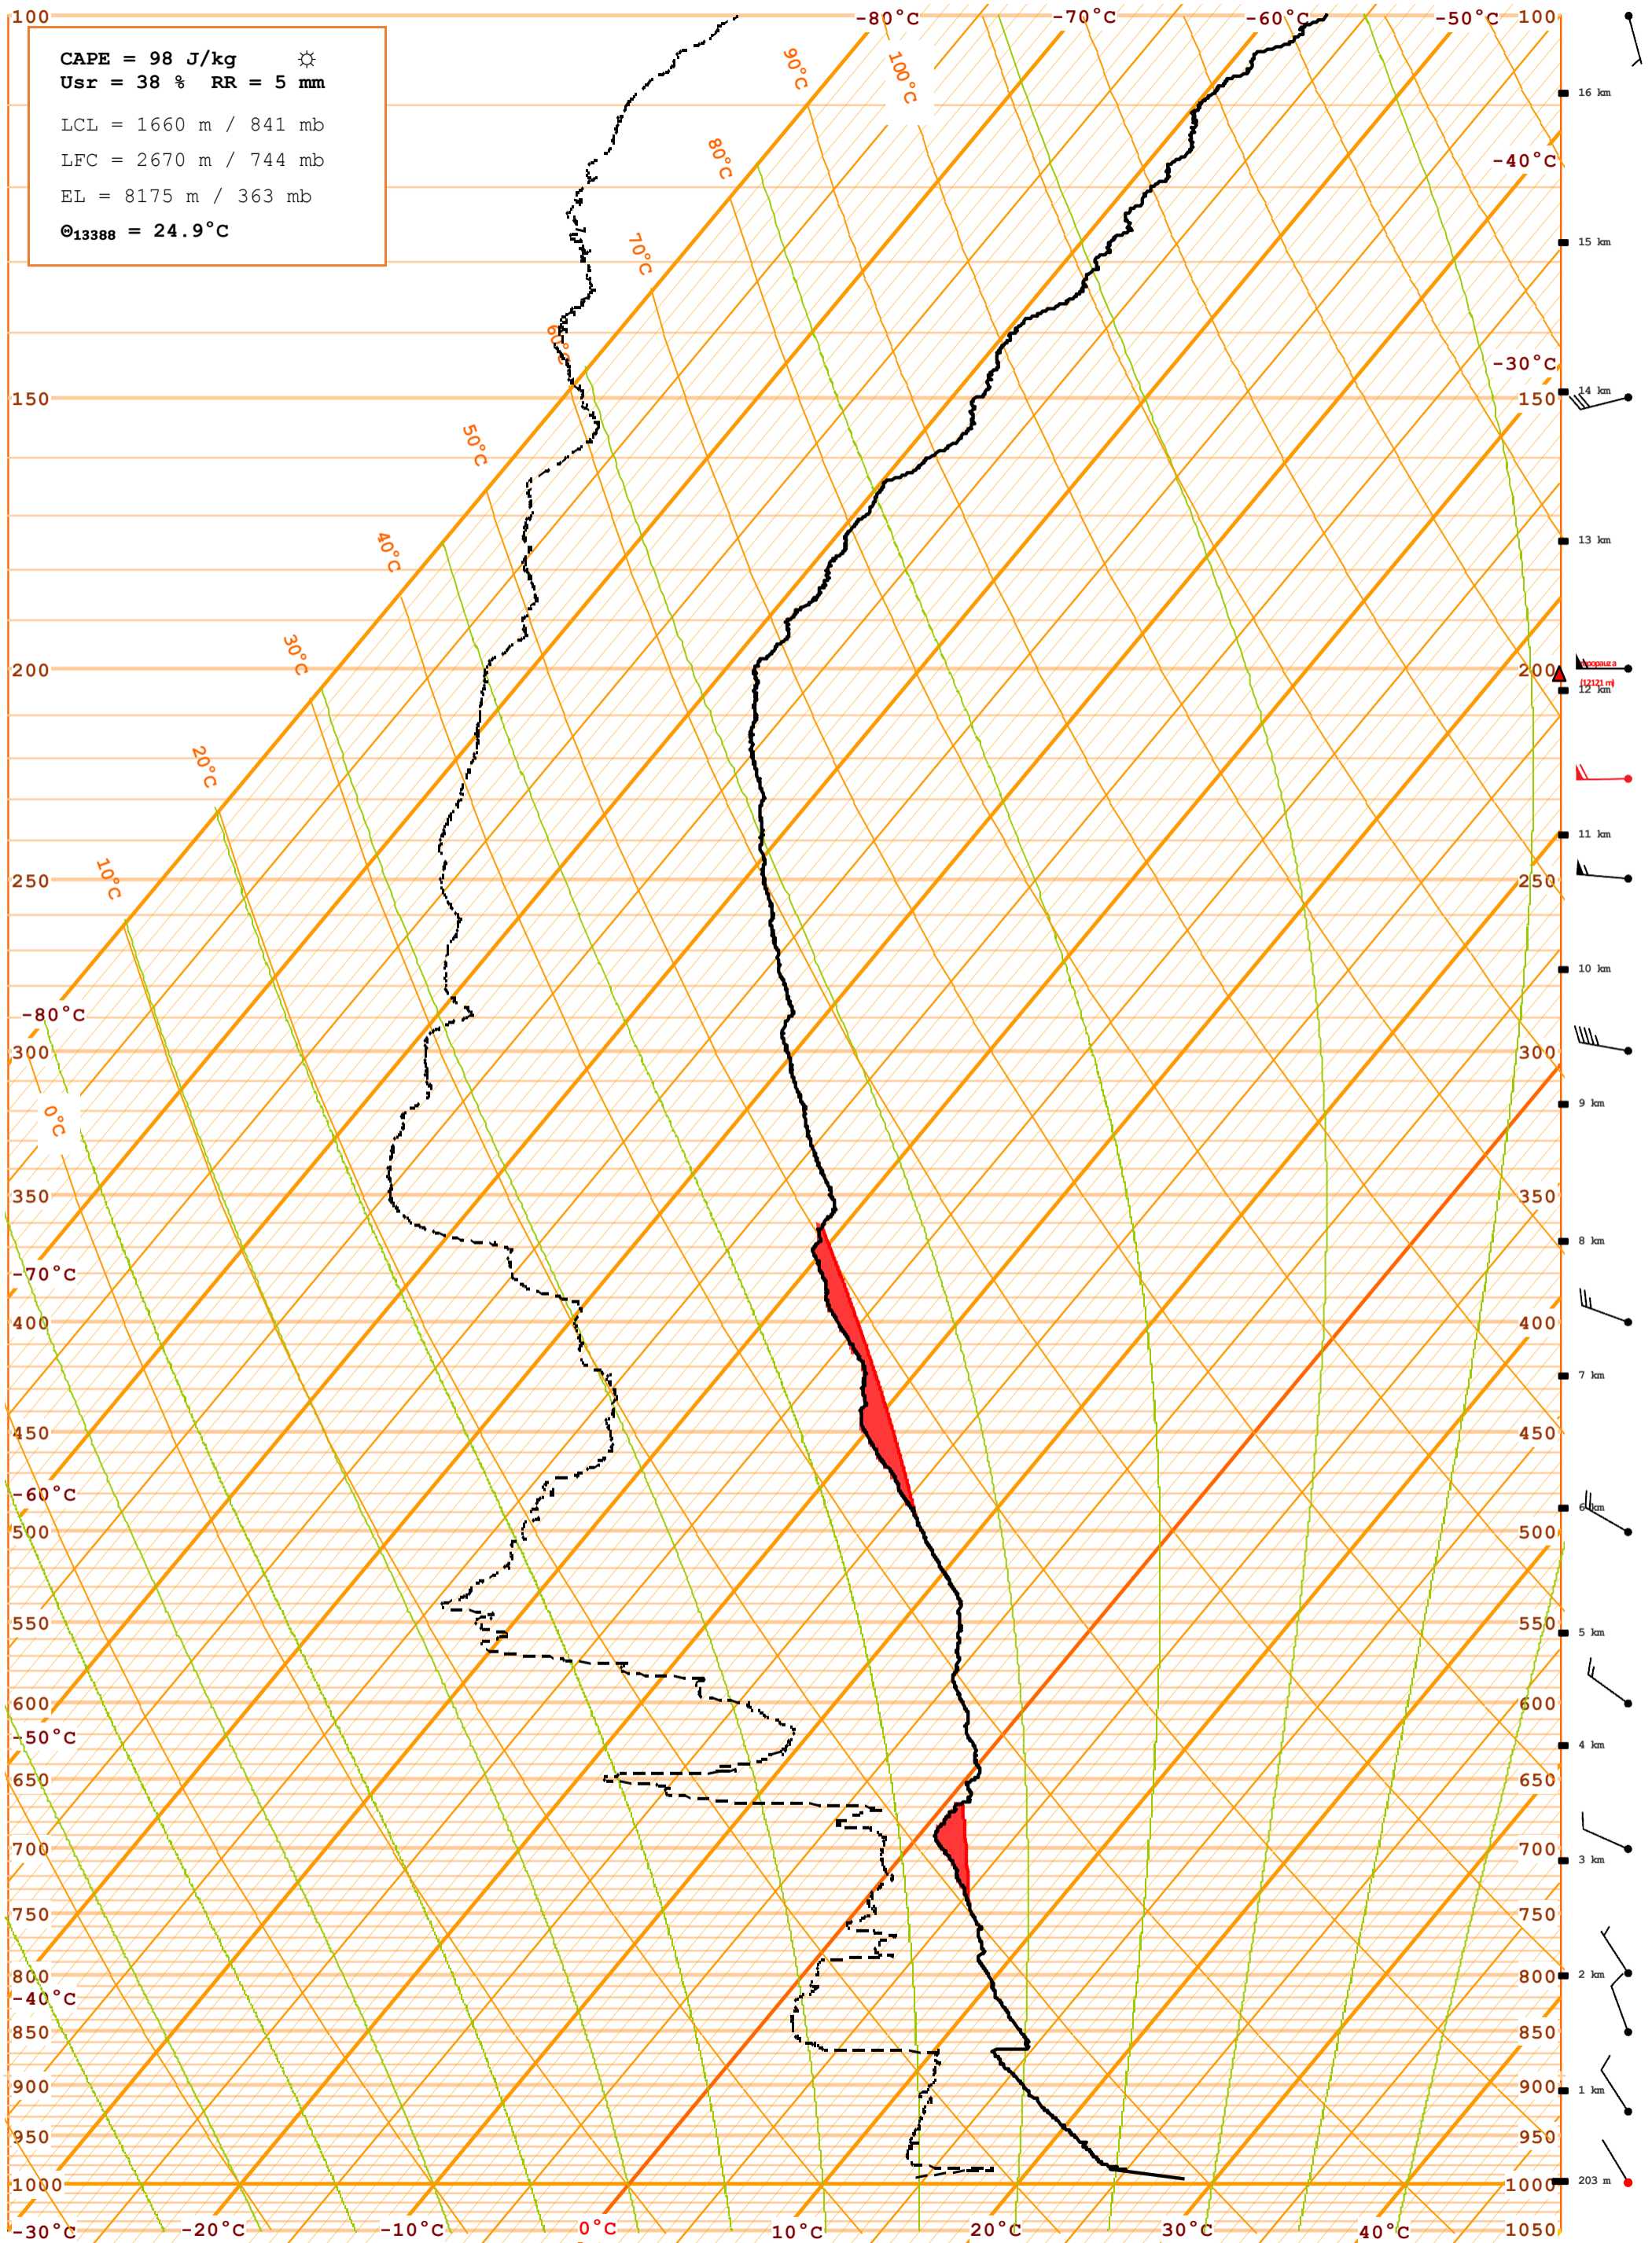 100 -80°C -70°C -60°C -50°C 100
CAPE = 98 J/kg ☼
Usr = 38 % RR = 5 mm
LCL = 1660 m / 841 mb
LFC = 2670 m / 744 mb
EL = 8175 m / 363 mb
Θ13388 = 24.9°C
90°C 100°C
16 km
80°C -40°C
15 km
70°C
60°C -30°C
14 km
150 150
50°C
40°C 13 km
30°C
200 200
(12121 m)
12 km
20°C
11 km
10°C 250 250
10 km
-80°C
300 300
0°C 9 km
350 350
8 km
-70°C
400 400
7 km
450 450
-60°C 6 km
500 500
550 550
5 km
600 600
-50°C 4 km
650 650
700 700
3 km
750 750
800 800 2 km
-40°C
850 850
900 900 1 km
950 950
1000 1000 203 m
-30°C -20°C -10°C 0°C 10°C 20°C 30°C 40°C 1050